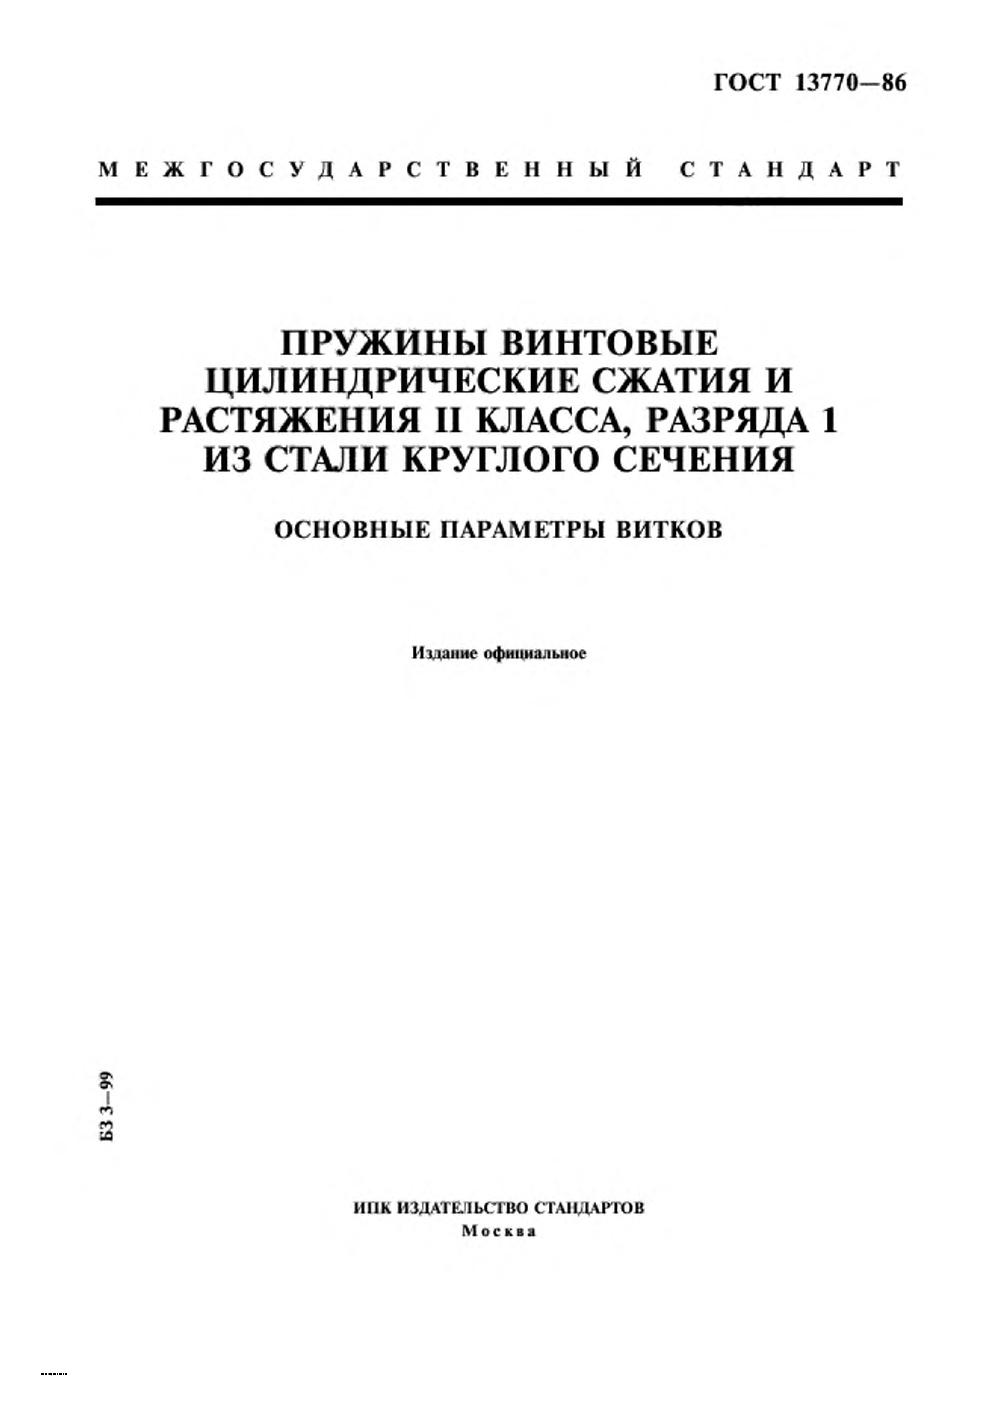 ГОСТ 13770—86
МЕЖГОСУДАРСТВЕННЫЙ СТАНДАРТ
ПРУЖИНЫ ВИНТОВЫЕ
ЦИЛИНДРИЧЕСКИЕ СЖАТИЯ И
РАСТЯЖЕНИЯ II КЛАССА, РАЗРЯДА 1
ИЗ СТАЛИ КРУГЛОГО СЕЧЕНИЯ
ОСНОВНЫЕ ПАРАМЕТРЫ ВИТКОВ
Издание официальное
БЗ 3—99
ИПК ИЗДАТЕЛЬСТВО СТАНДАРТОВ
Москва